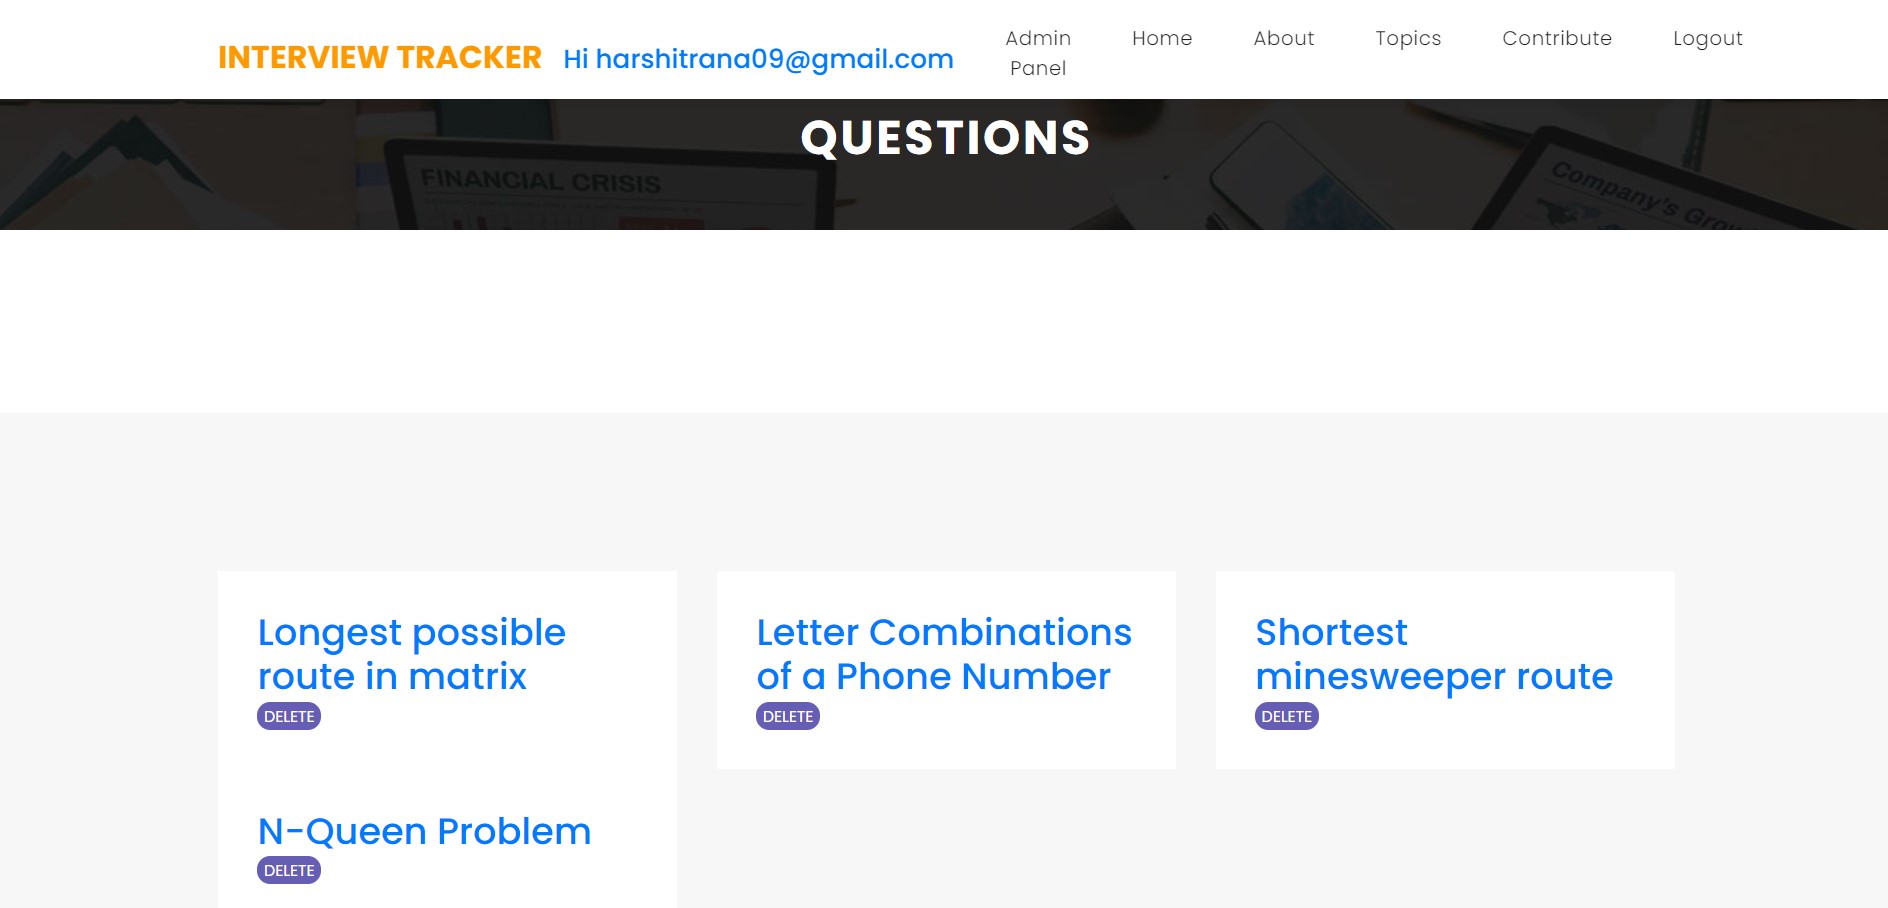 INTERVIEW TRACKER
Hi harshitrana09@gmail.com
Admin
Panel
Home
About
Topics
Contribute
Logout
QUESTIONS
FINANCIAL CRISIS
Company's Grow
Longest possible
route in matrix
DELETE
Letter Combinations
of a Phone Number
DELETE
Shortest
minesweeper route
DELETE
N-Queen Problem
DELETE